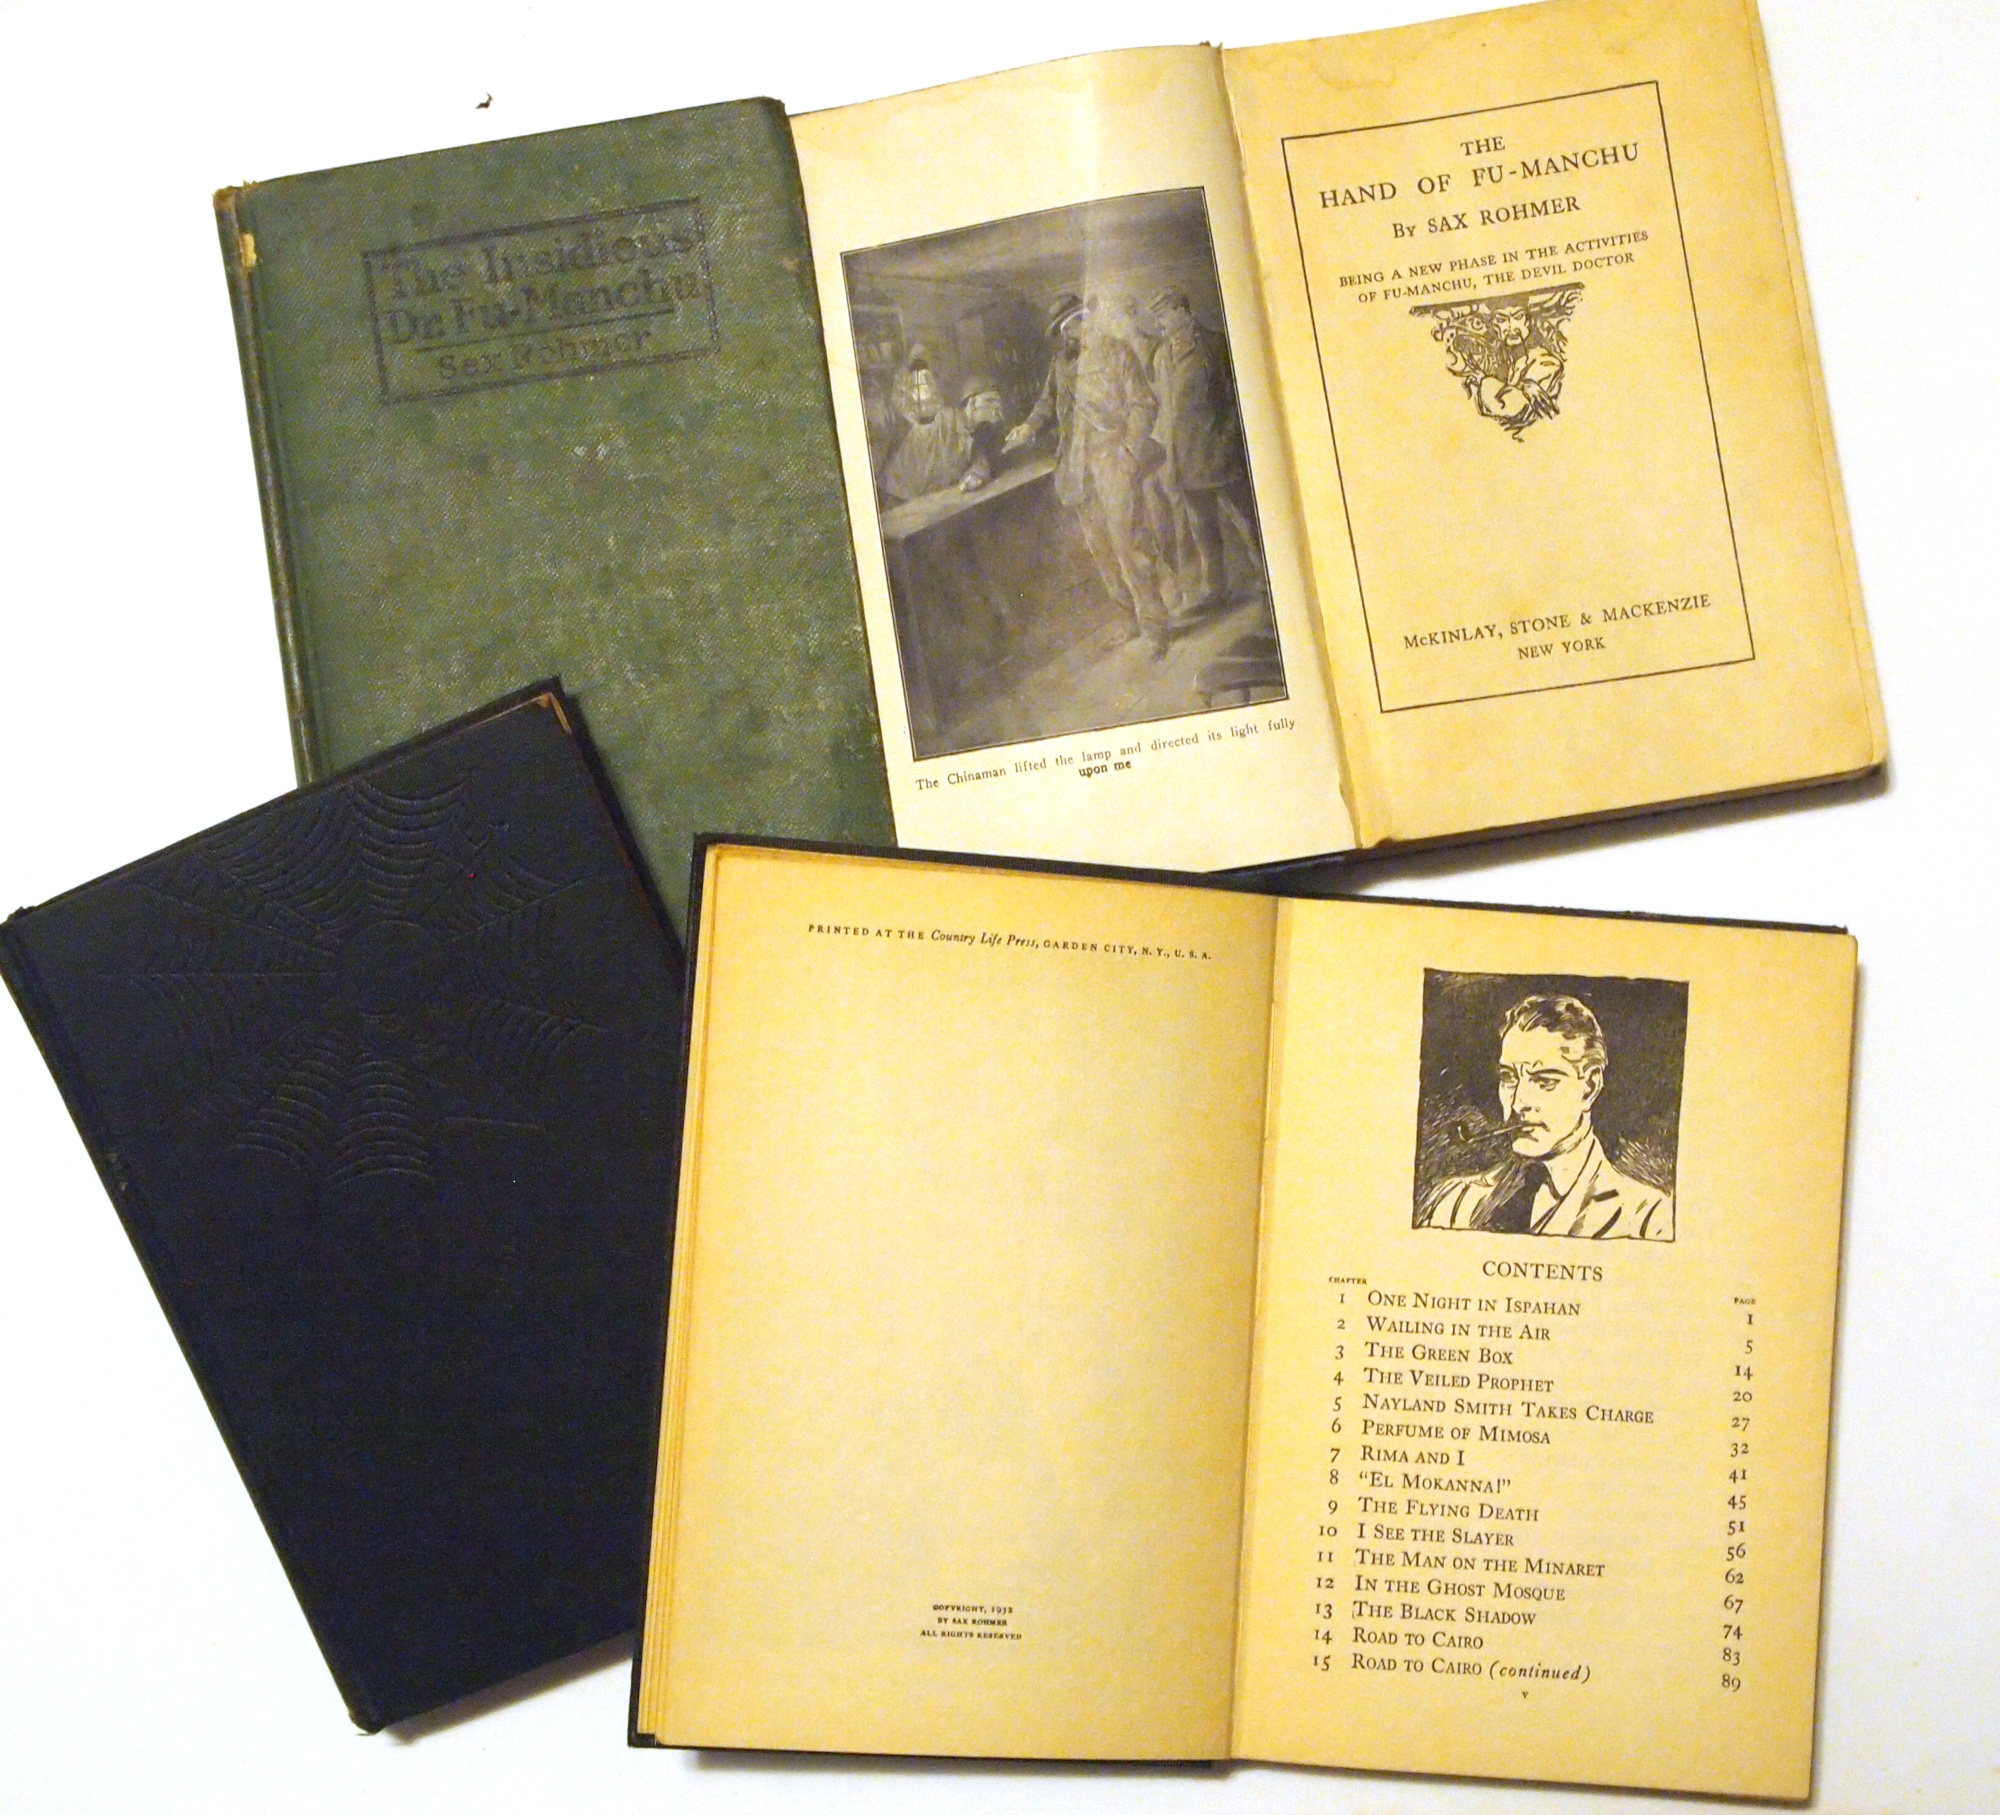 The Insidious
Dr. Fu-Manchu
Sax Rohmer
The Chinaman lifted the lamp and directed its light fully
upon me
THE
HAND OF FU-MANCHU
By SAX ROHMER
BEING A NEW PHASE IN THE ACTIVITIES
OF FU-MANCHU, THE DEVIL DOCTOR
McKINLAY, STONE & MACKENZIE
NEW YORK
PRINTED AT THE Country Life Press, GARDEN CITY, N. Y., U. S. A.
COPYRIGHT, 1932
BY SAX ROHMER
ALL RIGHTS RESERVED
CONTENTS
CHAPTER PAGE
1 One Night in Ispahan 1
2 Wailing in the Air 5
3 The Green Box 14
4 The Veiled Prophet 20
5 Nayland Smith Takes Charge 27
6 Perfume of Mimosa 32
7 Rima and I 41
8 “El Mokanna!” 45
9 The Flying Death 51
10 I See the Slayer 56
11 The Man on the Minaret 62
12 In the Ghost Mosque 67
13 The Black Shadow 74
14 Road to Cairo 83
15 Road to Cairo (continued) 89
v